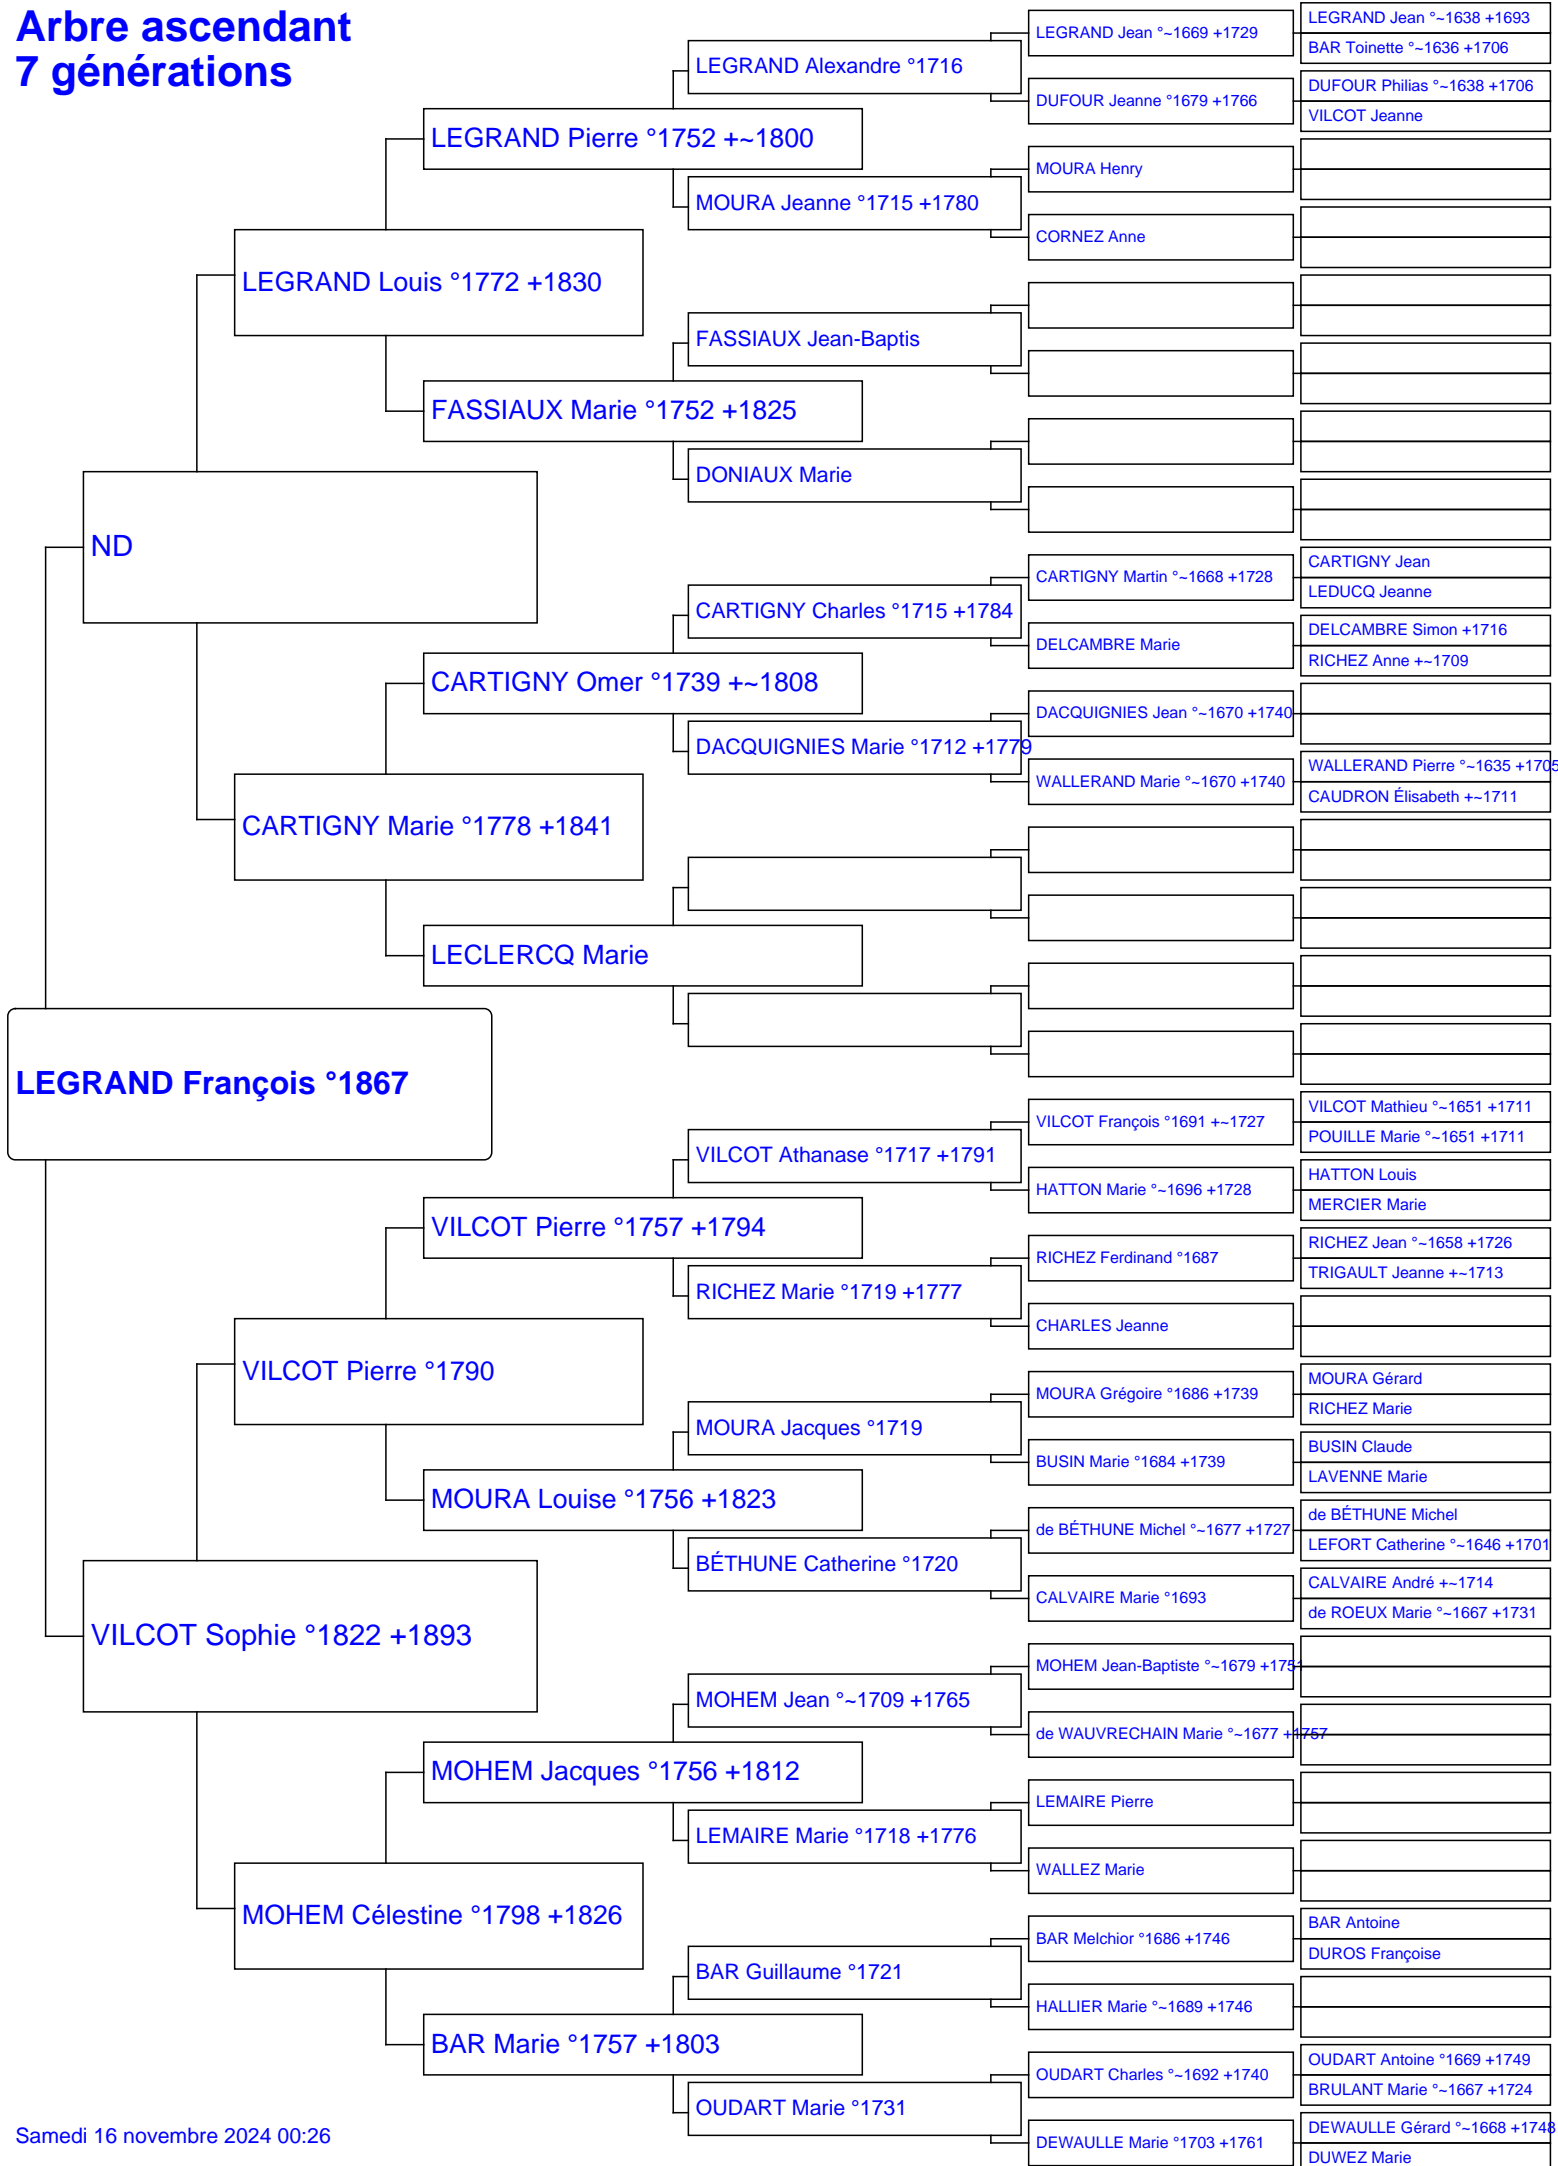 Arbre ascendant
7 générations
LEGRAND François °1867
ND
VILCOT Sophie °1822 +1893
LEGRAND Louis °1772 +1830
CARTIGNY Marie °1778 +1841
VILCOT Pierre °1790
MOHEM Célestine °1798 +1826
LEGRAND Pierre °1752 +~1800
FASSIAUX Marie °1752 +1825
CARTIGNY Omer °1739 +~1808
LECLERCQ Marie
VILCOT Pierre °1757 +1794
MOURA Louise °1756 +1823
MOHEM Jacques °1756 +1812
BAR Marie °1757 +1803
LEGRAND Alexandre °1716
MOURA Jeanne °1715 +1780
FASSIAUX Jean-Baptis
DONIAUX Marie
CARTIGNY Charles °1715 +1784
DACQUIGNIES Marie °1712 +1779
VILCOT Athanase °1717 +1791
RICHEZ Marie °1719 +1777
MOURA Jacques °1719
BÉTHUNE Catherine °1720
MOHEM Jean °~1709 +1765
LEMAIRE Marie °1718 +1776
BAR Guillaume °1721
OUDART Marie °1731
LEGRAND Jean °~1669 +1729
DUFOUR Jeanne °1679 +1766
MOURA Henry
CORNEZ Anne
CARTIGNY Martin °~1668 +1728
DELCAMBRE Marie
DACQUIGNIES Jean °~1670 +1740
WALLERAND Marie °~1670 +1740
VILCOT François °1691 +~1727
HATTON Marie °~1696 +1728
RICHEZ Ferdinand °1687
CHARLES Jeanne
MOURA Grégoire °1686 +1739
BUSIN Marie °1684 +1739
de BÉTHUNE Michel °~1677 +1727
CALVAIRE Marie °1693
MOHEM Jean-Baptiste °~1679 +1751
de WAUVRECHAIN Marie °~1677 +1757
LEMAIRE Pierre
WALLEZ Marie
BAR Melchior °1686 +1746
HALLIER Marie °~1689 +1746
OUDART Charles °~1692 +1740
DEWAULLE Marie °1703 +1761
LEGRAND Jean °~1638 +1693
BAR Toinette °~1636 +1706
DUFOUR Philias °~1638 +1706
VILCOT Jeanne
CARTIGNY Jean
LEDUCQ Jeanne
DELCAMBRE Simon +1716
RICHEZ Anne +~1709
WALLERAND Pierre °~1635 +1705
CAUDRON Élisabeth +~1711
VILCOT Mathieu °~1651 +1711
POUILLE Marie °~1651 +1711
HATTON Louis
MERCIER Marie
RICHEZ Jean °~1658 +1726
TRIGAULT Jeanne +~1713
MOURA Gérard
RICHEZ Marie
BUSIN Claude
LAVENNE Marie
de BÉTHUNE Michel
LEFORT Catherine °~1646 +1701
CALVAIRE André +~1714
de ROEUX Marie °~1667 +1731
BAR Antoine
DUROS Françoise
OUDART Antoine °1669 +1749
BRULANT Marie °~1667 +1724
DEWAULLE Gérard °~1668 +1748
DUWEZ Marie
Samedi 16 novembre 2024 00:26